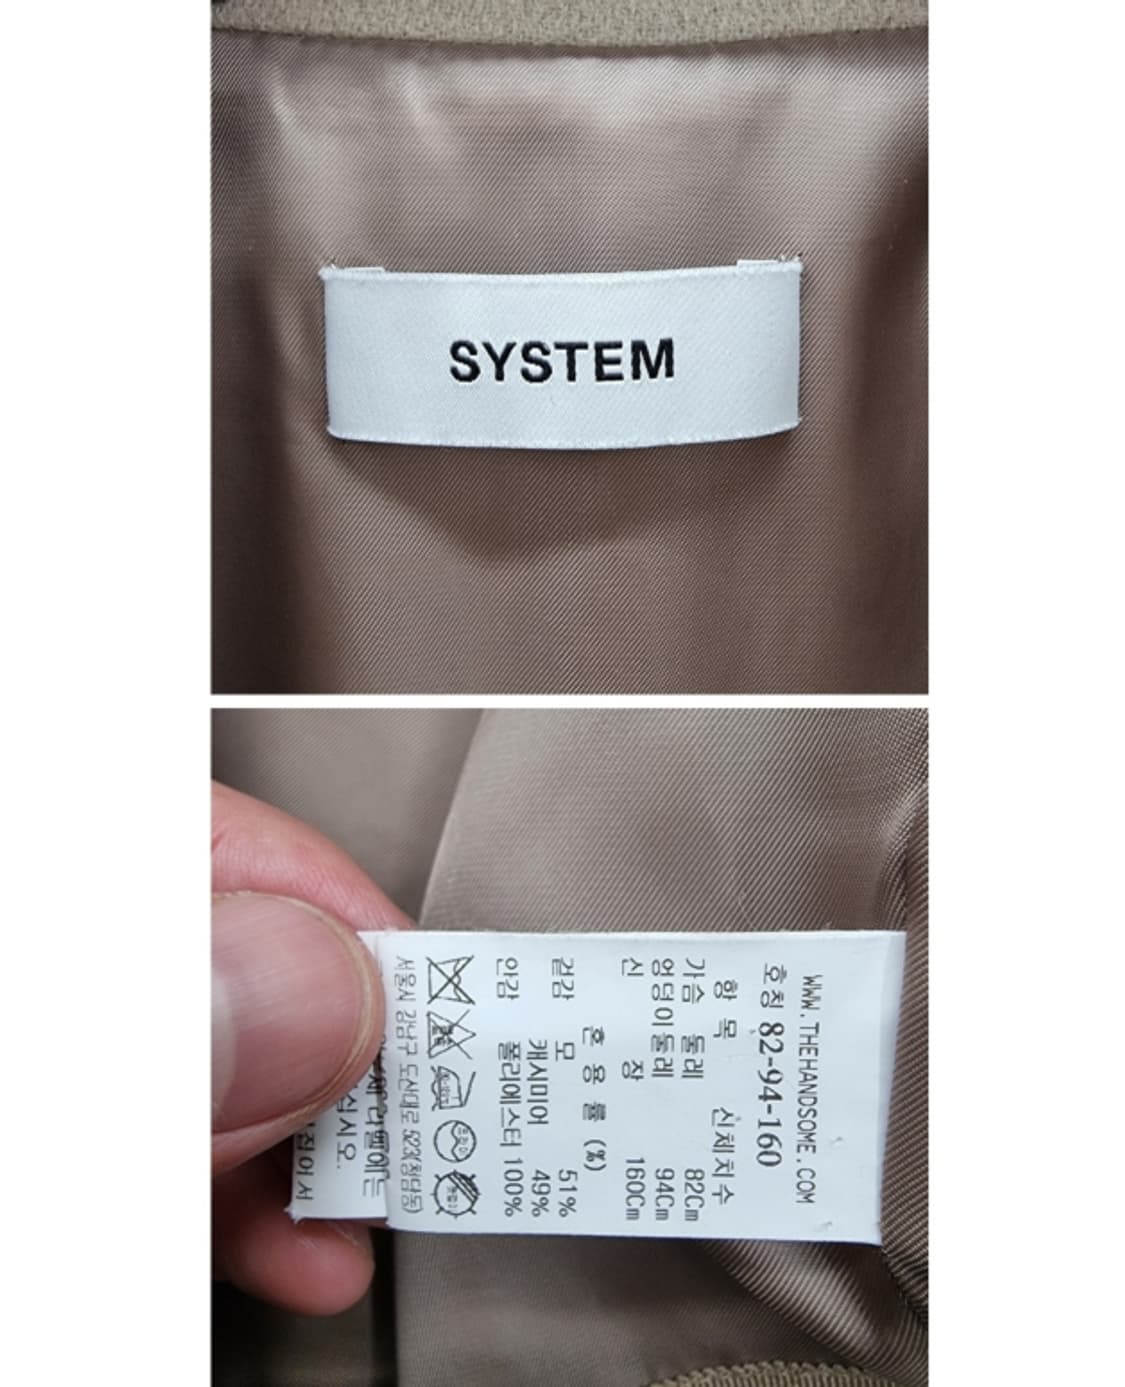 SYSTEM
WWW.THEHANDSOME.COM
호칭 82-94-160
항 목 신체치수
가슴 둘레 82Cm
엉덩이둘레 94Cm
신 장 160Cm
혼 용 률 (%)
겉감 모 51%
캐시미어 49%
안감 폴리에스터 100%
서울시 강남구 도산대로 523(청담동)
십시오.